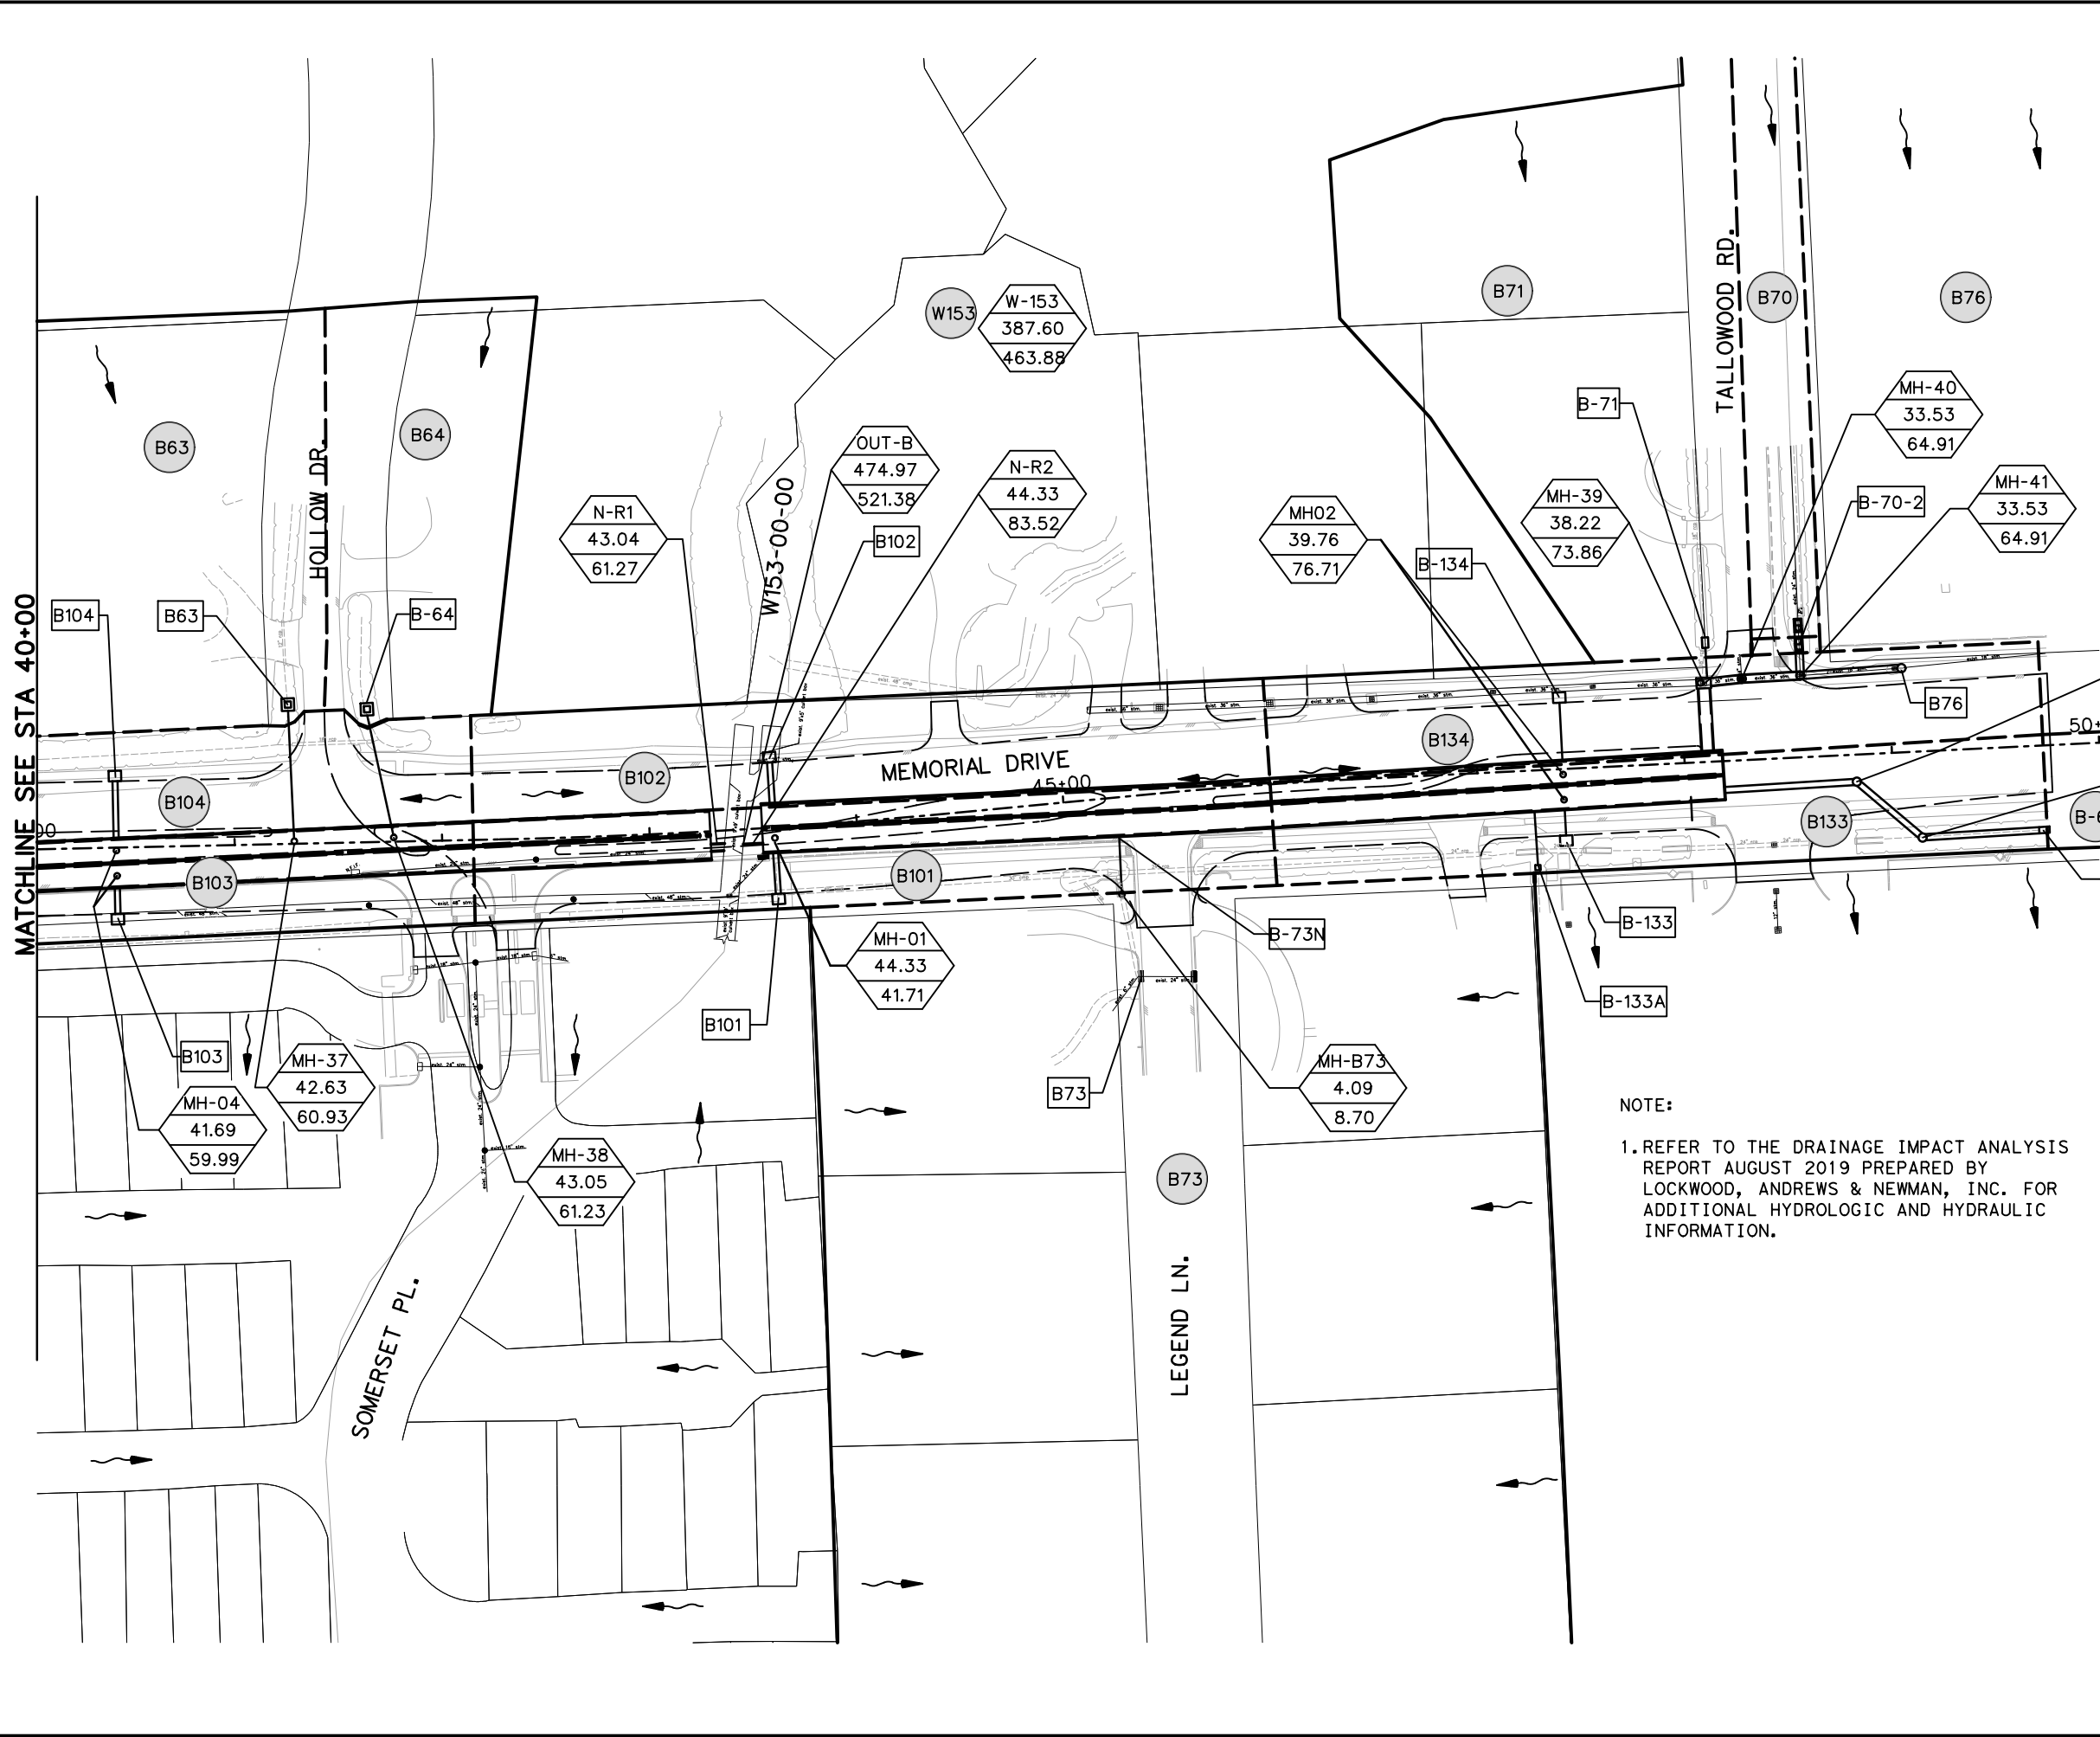 W153
W-153
387.60
463.88
B71
TALLOWOOD RD.
B70
B76
B63
HOLLOW DR.
B64
N-R1
43.04
61.27
W153-00-00
OUT-B
474.97
521.38
B102
N-R2
44.33
83.52
MH02
39.76
76.71
B-134
B-71
MH-39
38.22
73.86
MH-40
33.53
64.91
B-70-2
MH-41
33.53
64.91
MATCHLINE SEE STA 40+00
B104
B63
B-64
B76
B104
B102
MEMORIAL DRIVE
45+00
B134
B133
B103
B101
B-73N
B-133
B-133A
MH-01
44.33
41.71
B101
B103
MH-04
41.69
59.99
MH-37
42.63
60.93
MH-38
43.05
61.23
B73
MH-B73
4.09
8.70
B73
LEGEND LN.
SOMERSET PL.
NOTE:
1. REFER TO THE DRAINAGE IMPACT ANALYSIS
REPORT AUGUST 2019 PREPARED BY
LOCKWOOD, ANDREWS & NEWMAN, INC. FOR
ADDITIONAL HYDROLOGIC AND HYDRAULIC
INFORMATION.